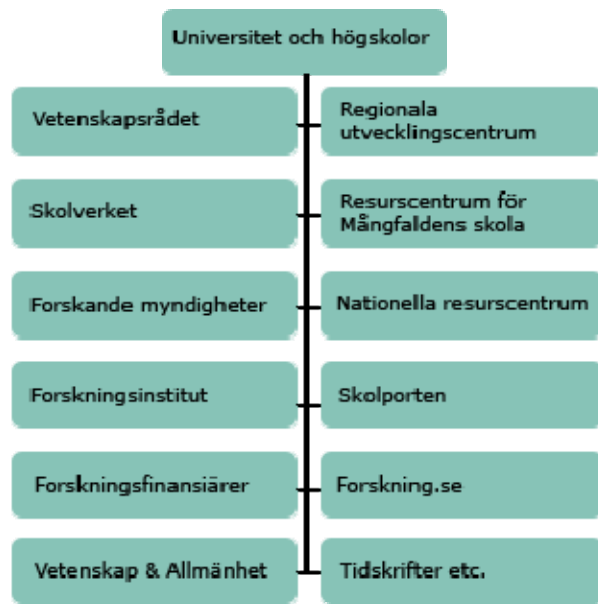 Universitet och högskolor
Vetenskapsrådet
Regionala
utvecklingscentrum
Skolverket
Resurscentrum för
Mångfaldens skola
Forskande myndigheter
Nationella resurscentrum
Forskningsinstitut
Skolporten
Forskningsfinansiärer
Forskning.se
Vetenskap & Allmänhet
Tidskrifter etc.